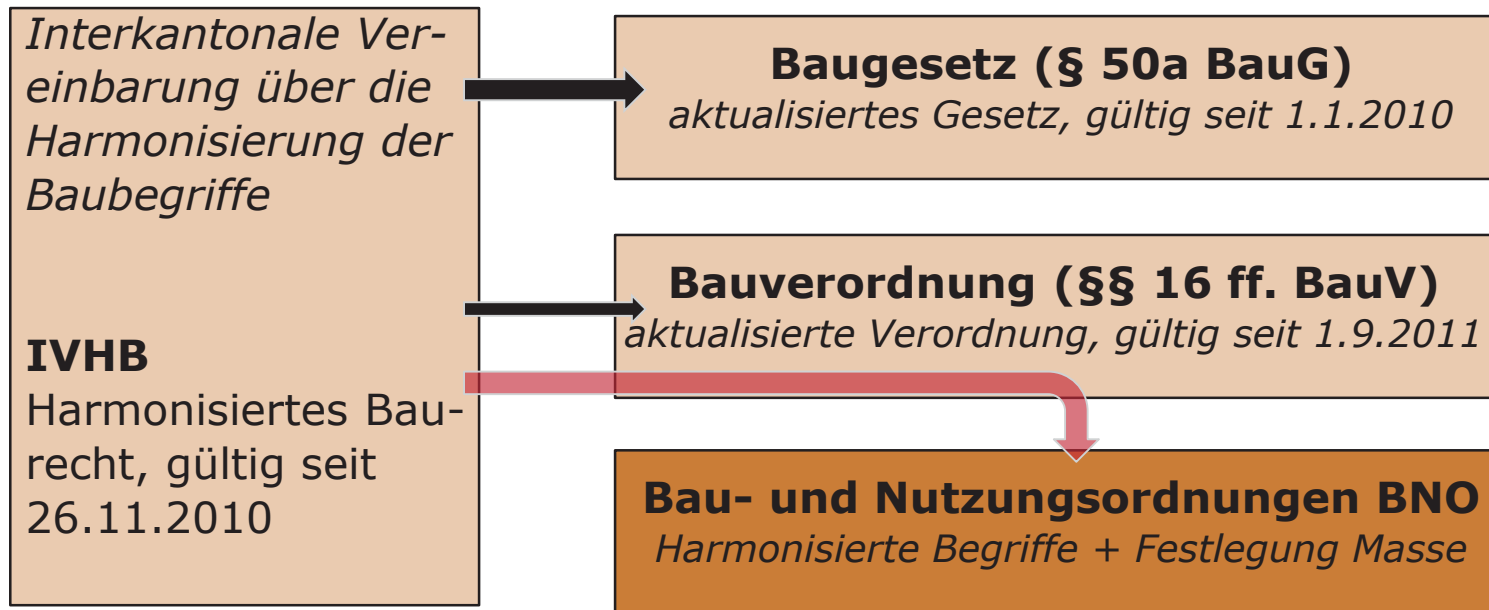 Interkantonale Ver-
einbarung über die
Harmonisierung der
Baubegriffe
IVHB
Harmonisiertes Bau-
recht, gültig seit
26.11.2010
Baugesetz (§ 50a BauG)
aktualisiertes Gesetz, gültig seit 1.1.2010
Bauverordnung (§§ 16 ff. BauV)
aktualisierte Verordnung, gültig seit 1.9.2011
Bau- und Nutzungsordnungen BNO
Harmonisierte Begriffe + Festlegung Masse